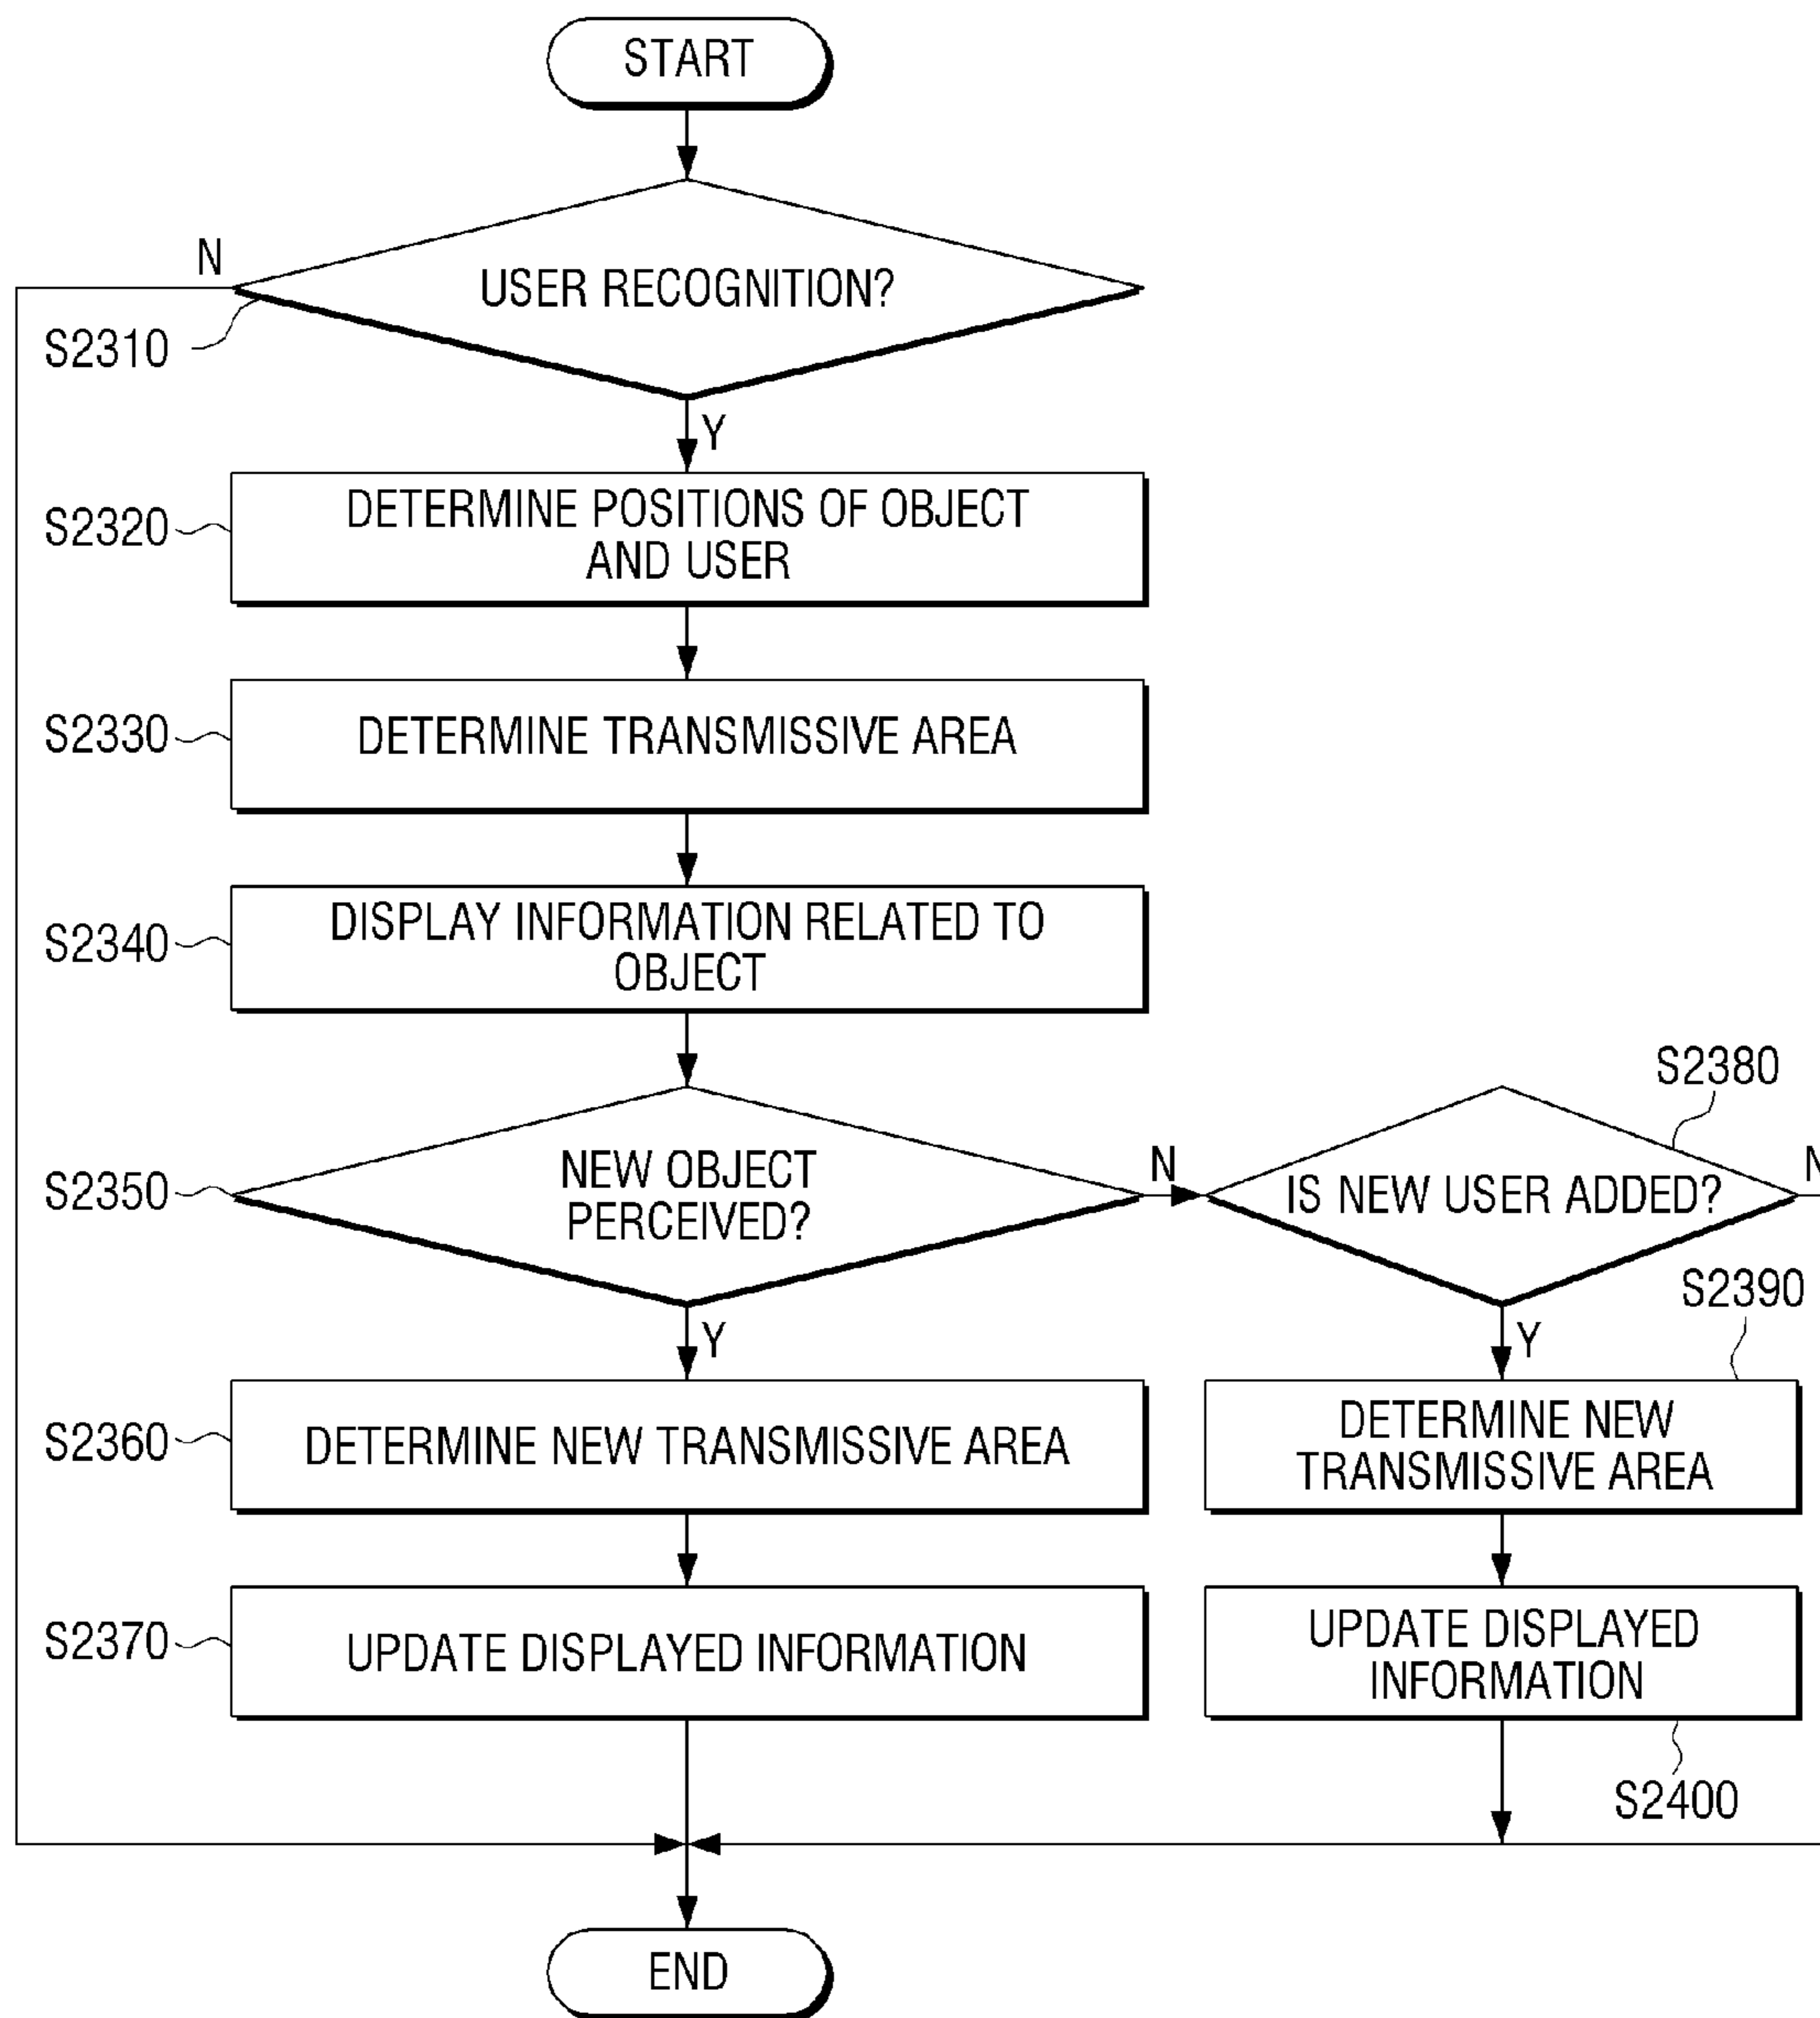 START
N
USER RECOGNITION?
S2310
Y
DETERMINE POSITIONS OF OBJECT
AND USER
S2320
DETERMINE TRANSMISSIVE AREA
S2330
DISPLAY INFORMATION RELATED TO
OBJECT
S2340
NEW OBJECT
PERCEIVED?
S2350
N
S2380
IS NEW USER ADDED?
N
Y
S2360
DETERMINE NEW TRANSMISSIVE AREA
S2390
Y
DETERMINE NEW
TRANSMISSIVE AREA
S2370
UPDATE DISPLAYED INFORMATION
UPDATE DISPLAYED
INFORMATION
S2400
END